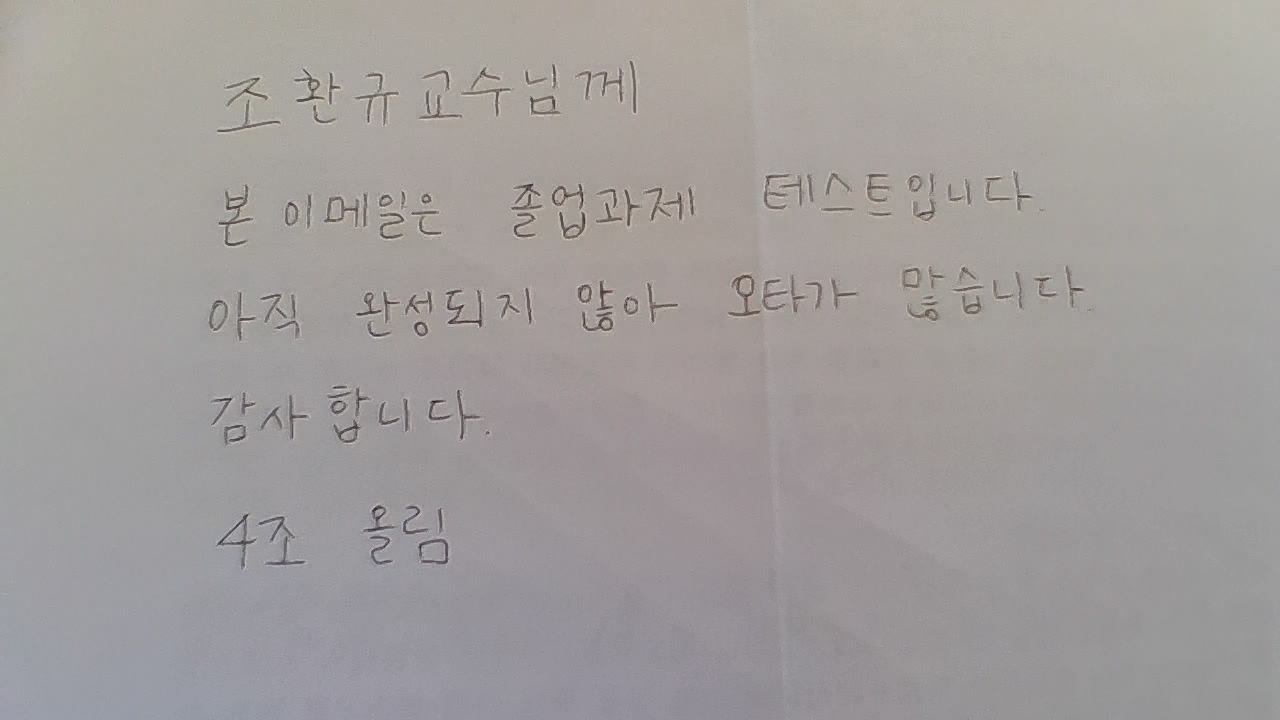 조환규교수님께
본 이메일은 졸업과제 테스트입니다.
아직 완성되지 않아 오타가 많습니다.
감사합니다.
4조 올림